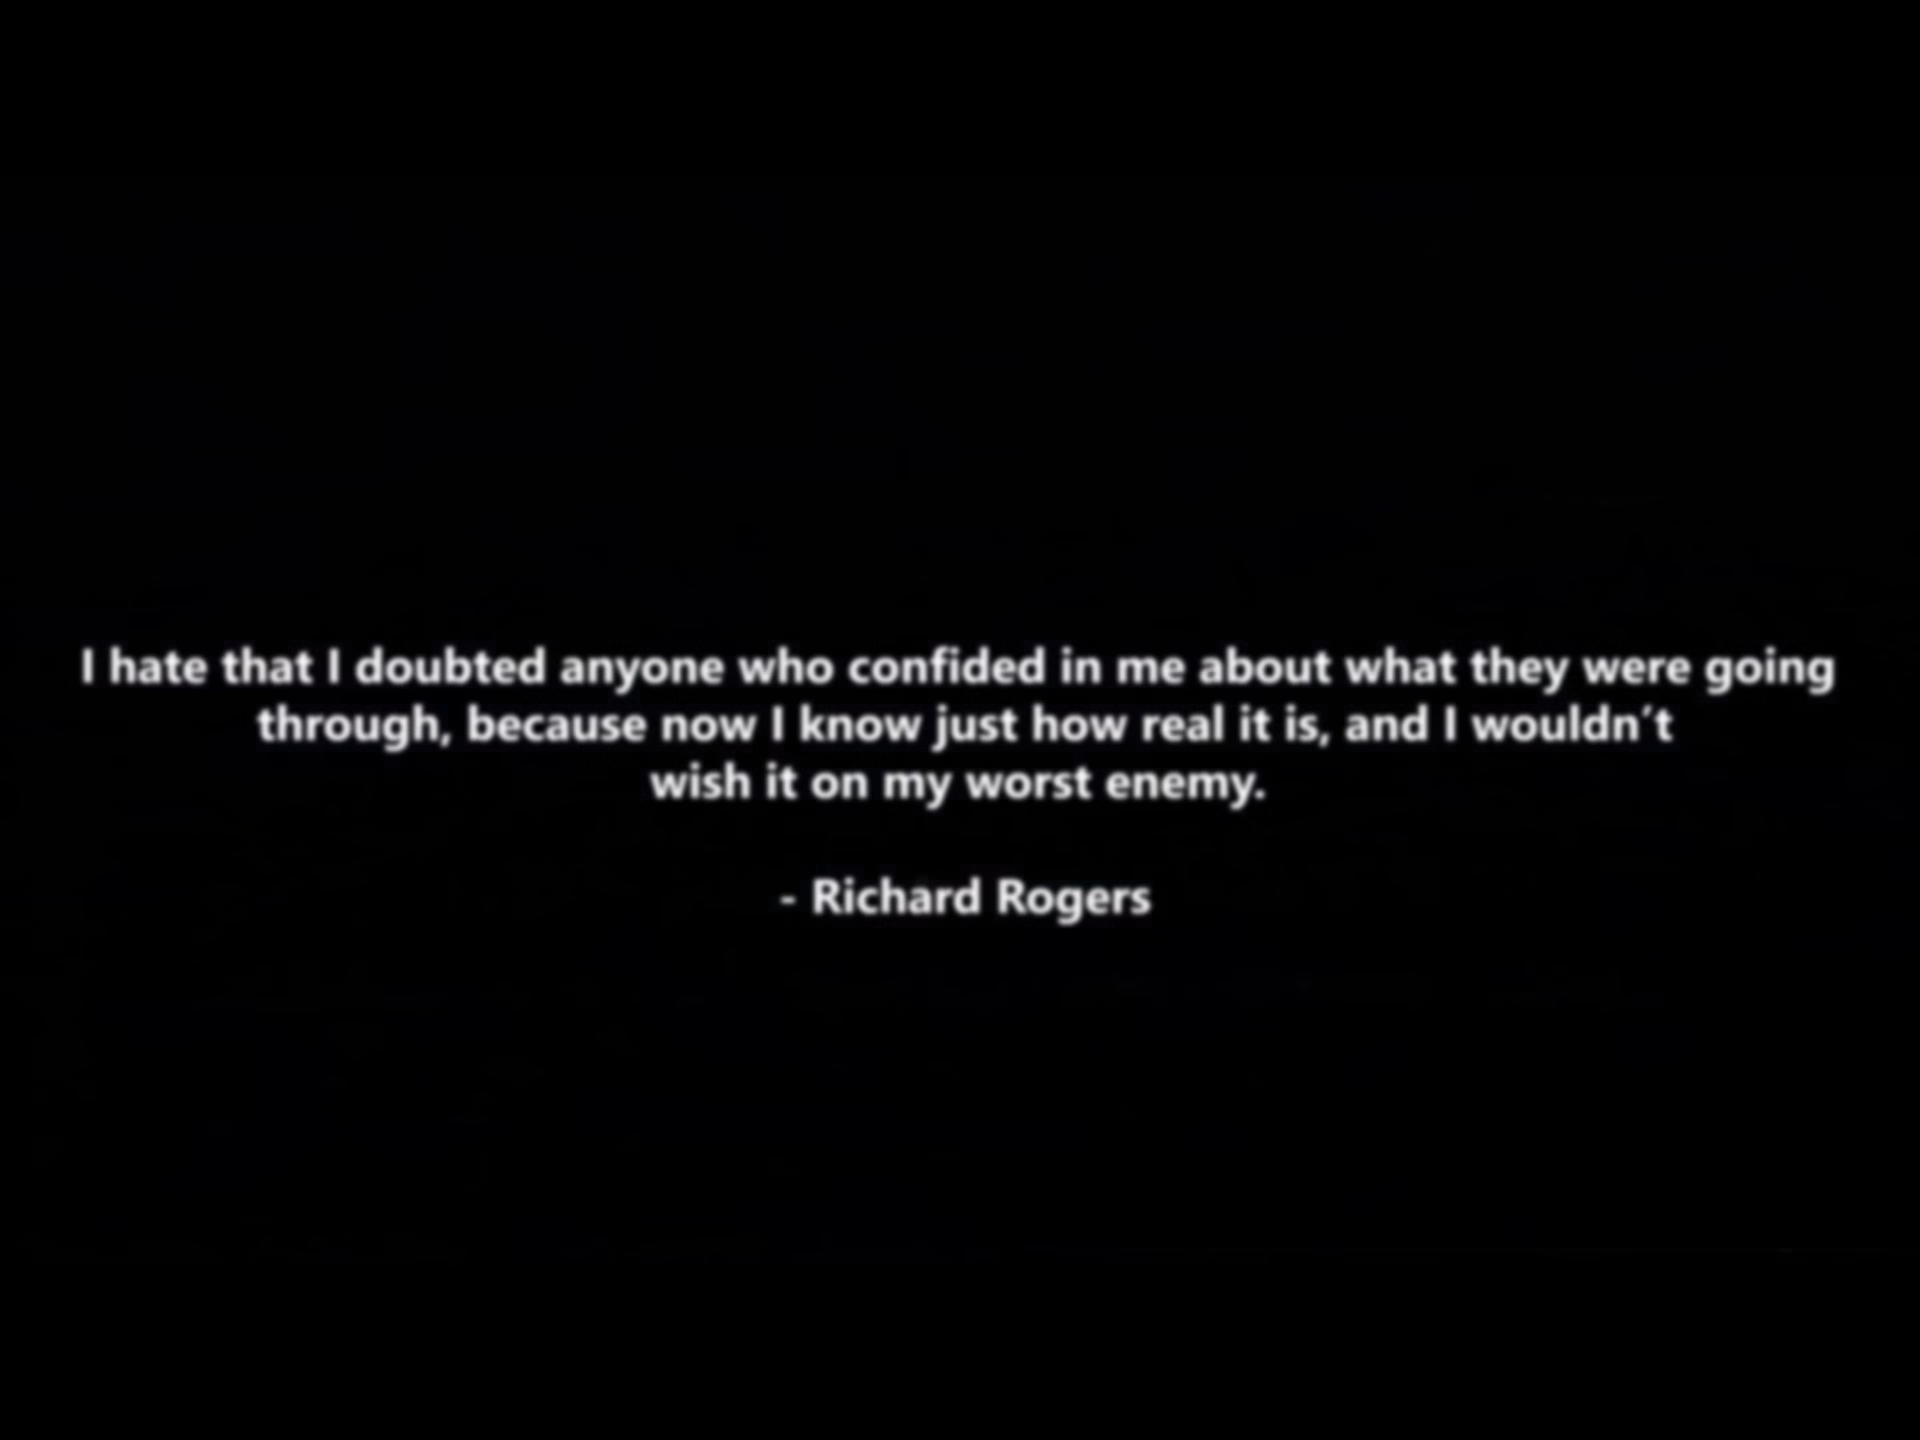 I hate that I doubted anyone who confided in me about what they were going
through, because now I know just how real it is, and I wouldn’t
wish it on my worst enemy.
- Richard Rogers